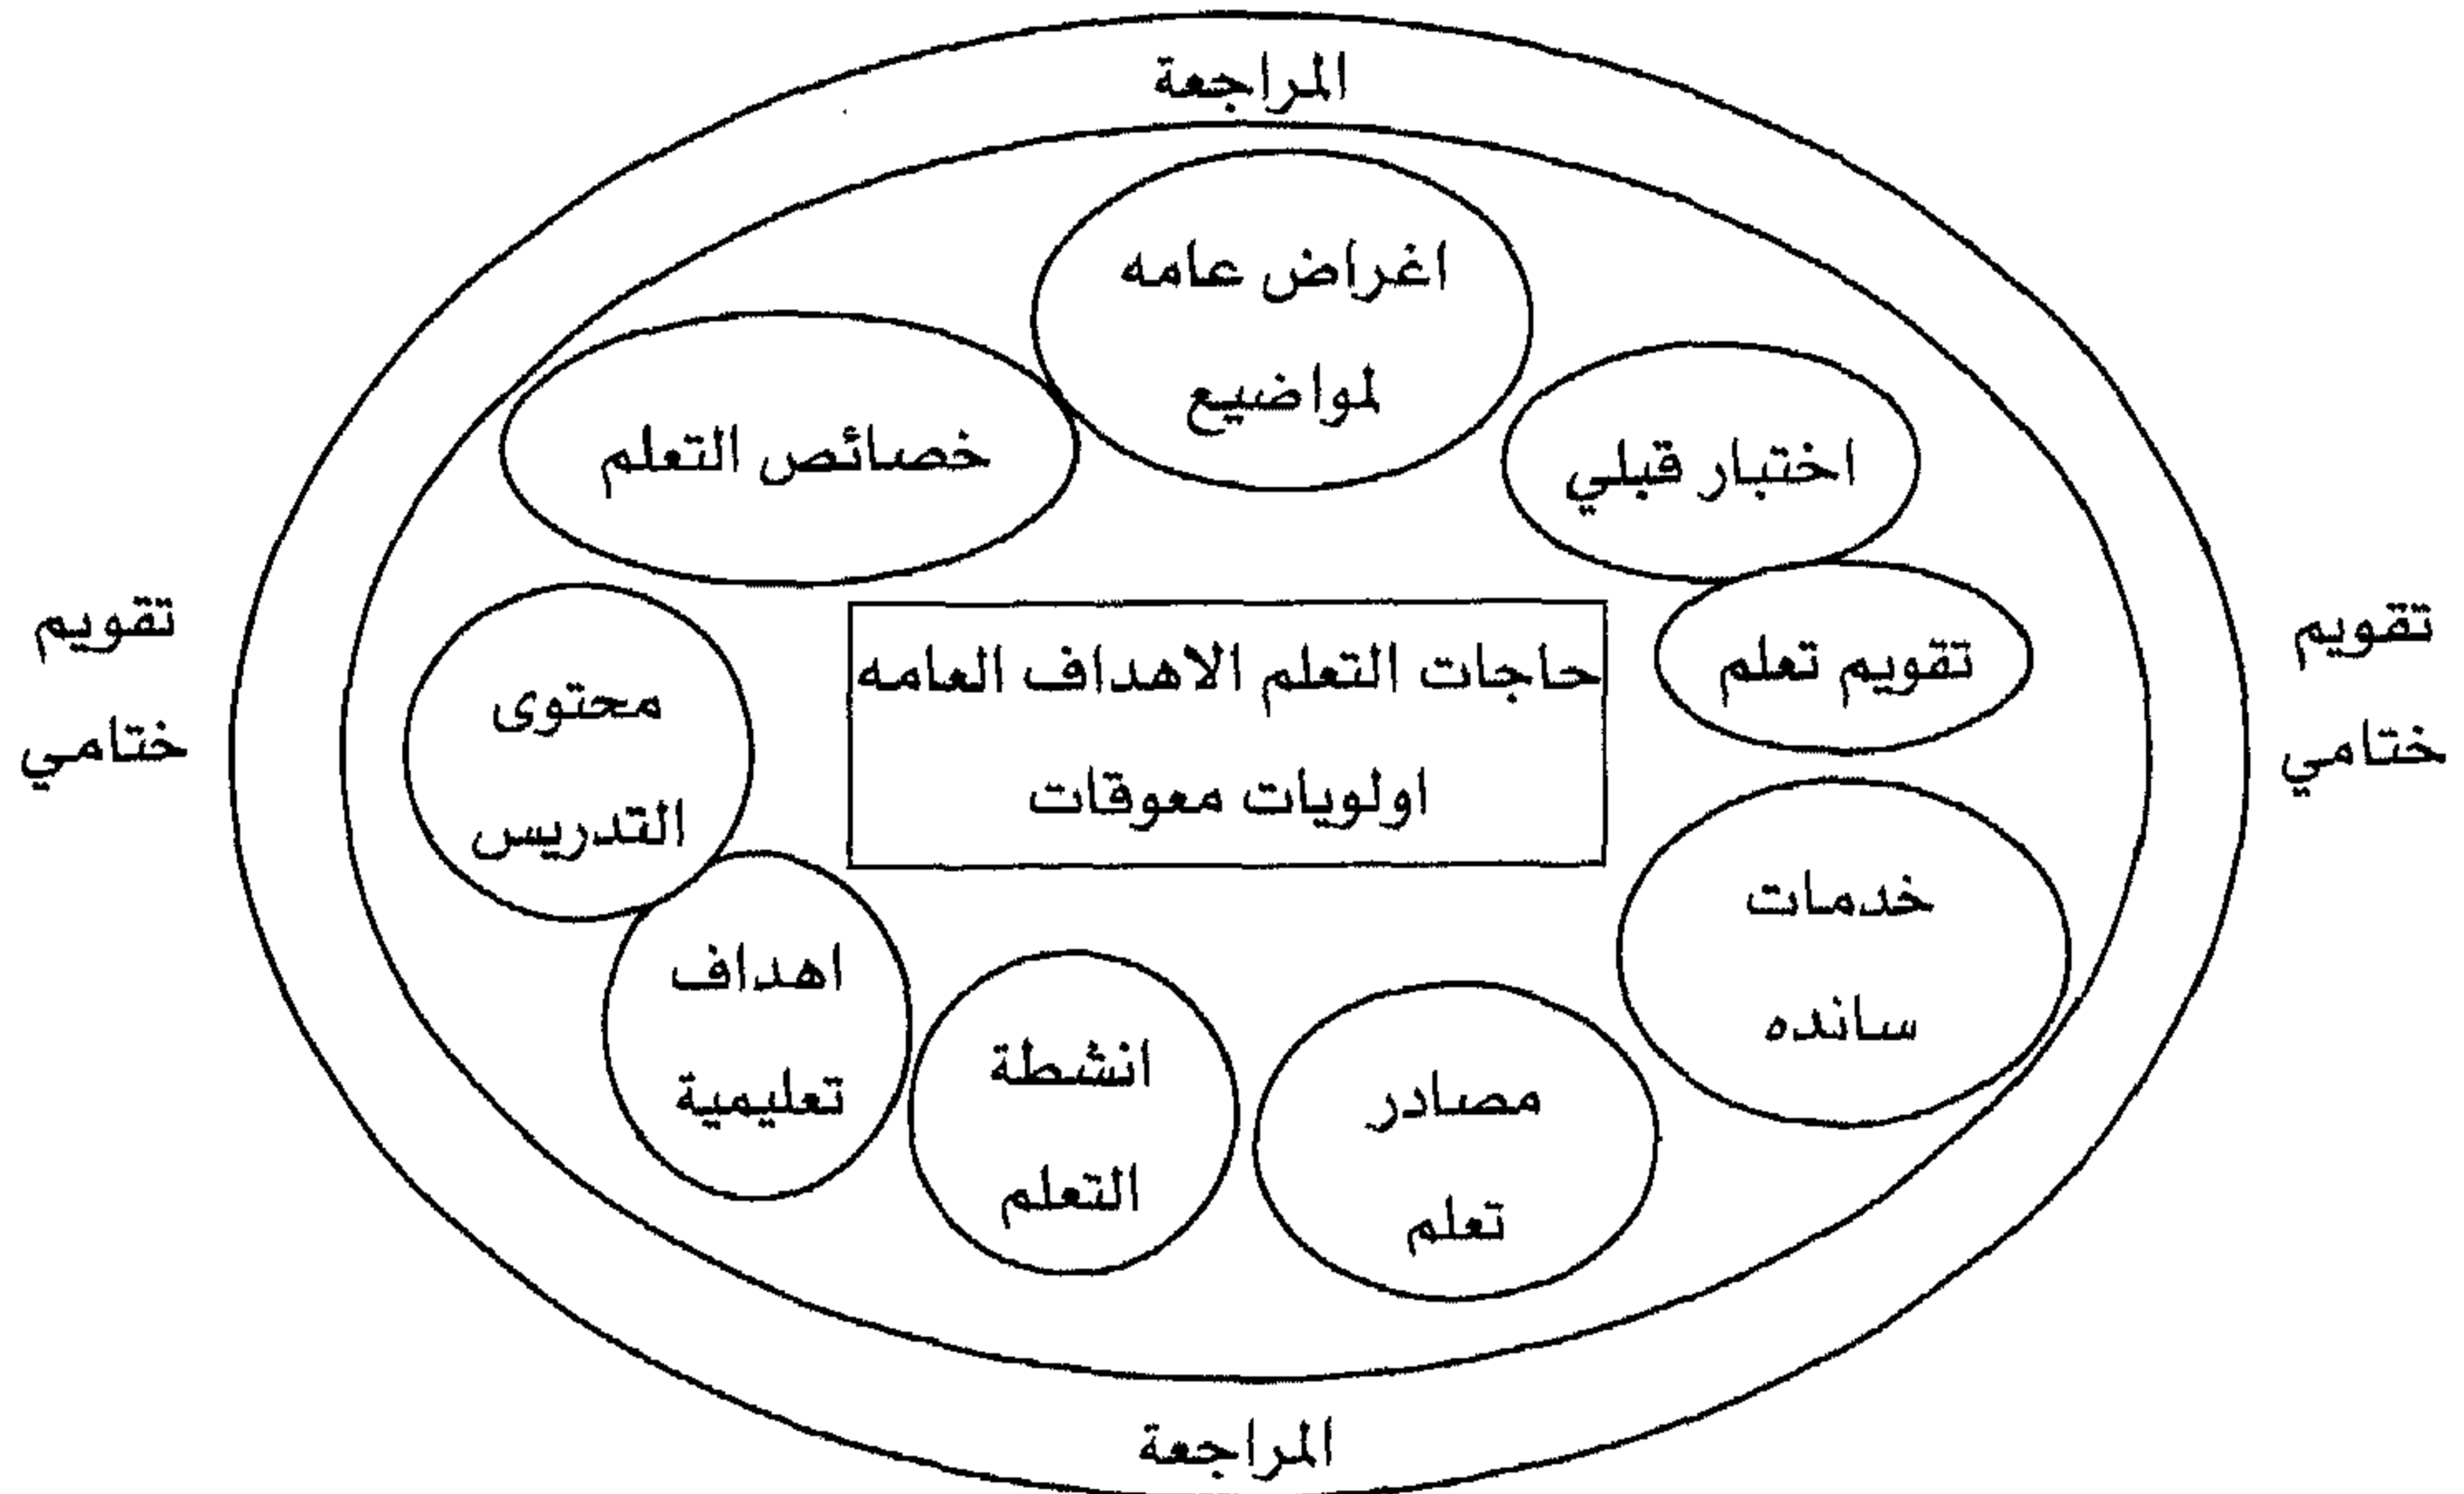 المراجعة
اغراض عامه
لمواضيع
اختبار قبلي
خصائص التعلم
تقويم
ختامي
تقويم تعلم
حاجات التعلم الاهداف العامه
اولويات معوقات
محتوى
التدريس
تقويم
ختامي
خدمات
سانده
اهداف
تعليمية
انشطة
التعلم
مصادر
تعلم
المراجعة